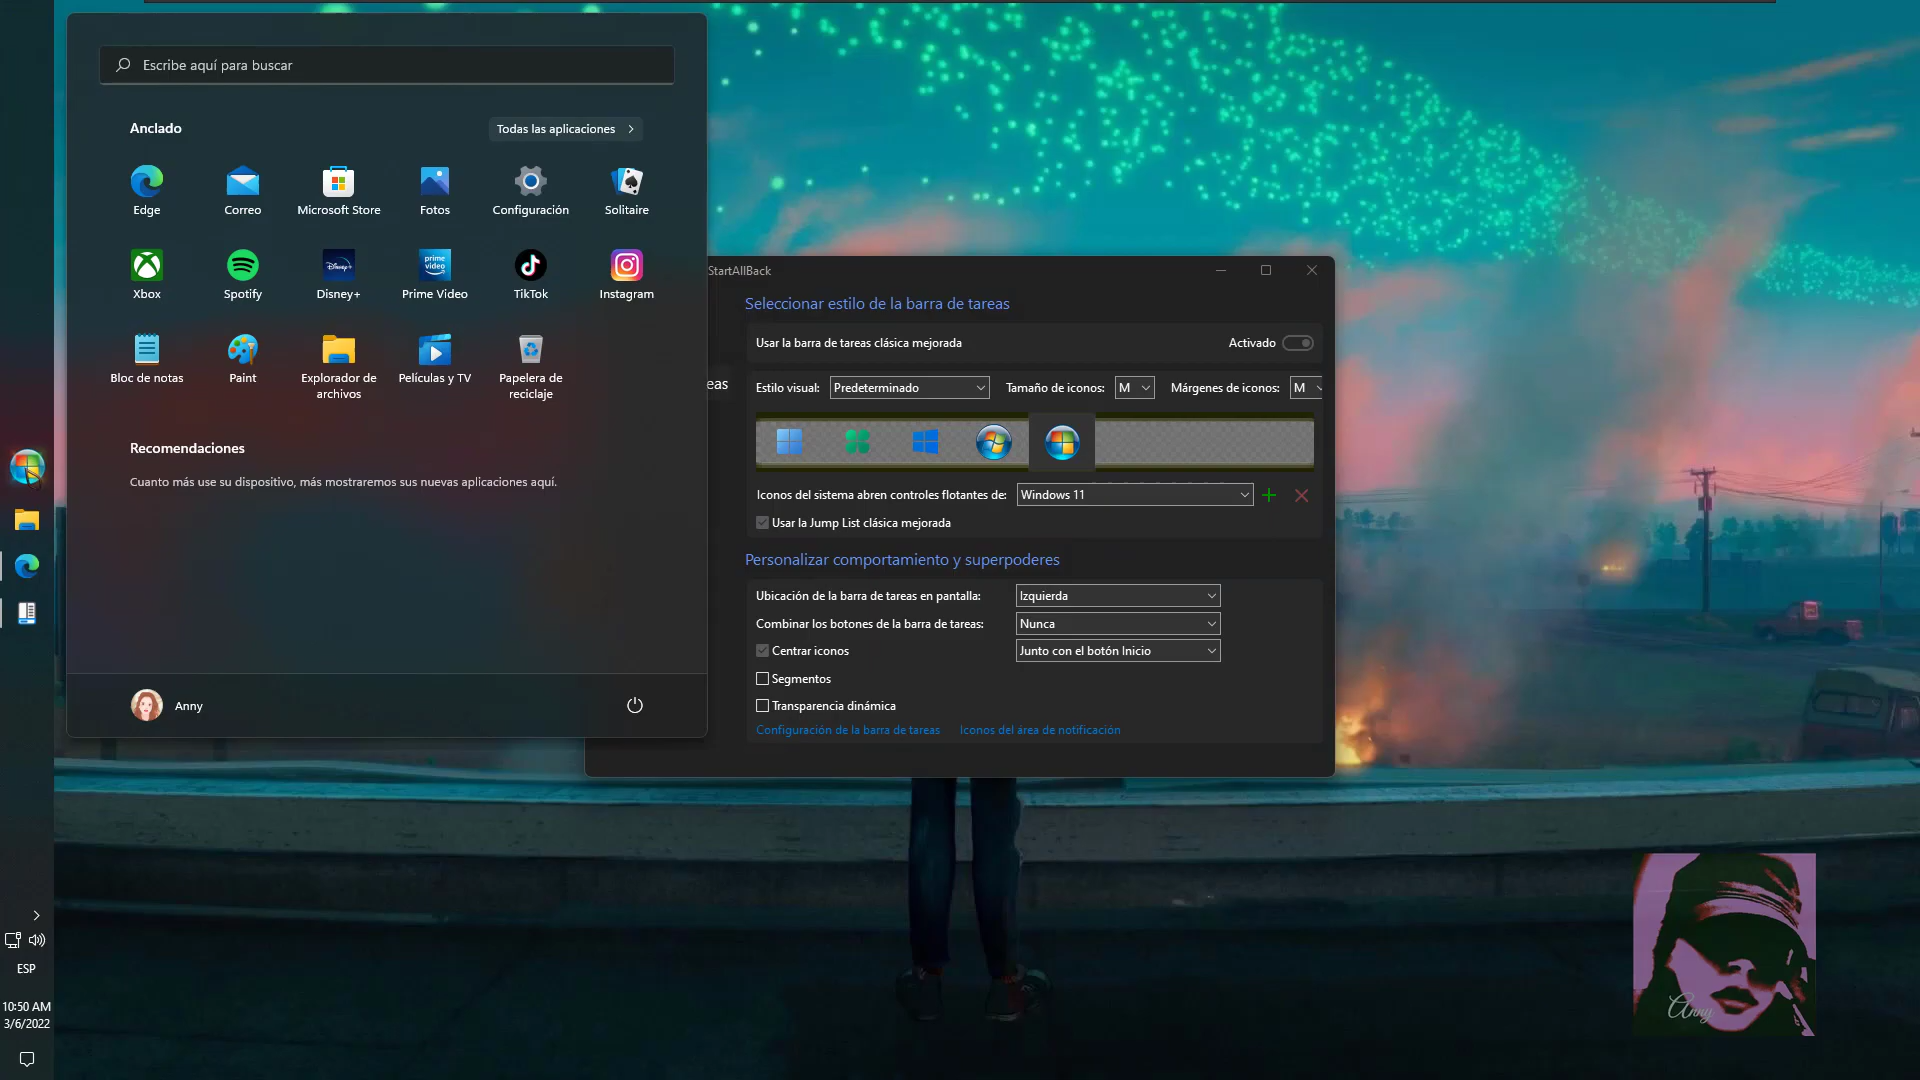 Escribe aquí para buscar
Anclado
Todas las aplicaciones
Edge
Correo
Microsoft Store
Fotos
Configuración
Solitaire
Xbox
Spotify
Disney+
Prime Video
TikTok
Instagram
Bloc de notas
Paint
Explorador de archivos
Películas y TV
Papelera de reciclaje
Recomendaciones
Cuanto más use su dispositivo, más mostraremos sus nuevas aplicaciones aquí.
Anny
StartAllBack
eas
Seleccionar estilo de la barra de tareas
Usar la barra de tareas clásica mejorada
Activado
Estilo visual: Predeterminado
Tamaño de iconos: M
Márgenes de iconos: M
Iconos del sistema abren controles flotantes de: Windows 11
Usar la Jump List clásica mejorada
Personalizar comportamiento y superpoderes
Ubicación de la barra de tareas en pantalla: Izquierda
Combinar los botones de la barra de tareas: Nunca
Centrar iconos
Junto con el botón Inicio
Segmentos
Transparencia dinámica
Configuración de la barra de tareas
Iconos del área de notificación
ESP
10:50 AM
3/6/2022
Anny
prime video
Disney+